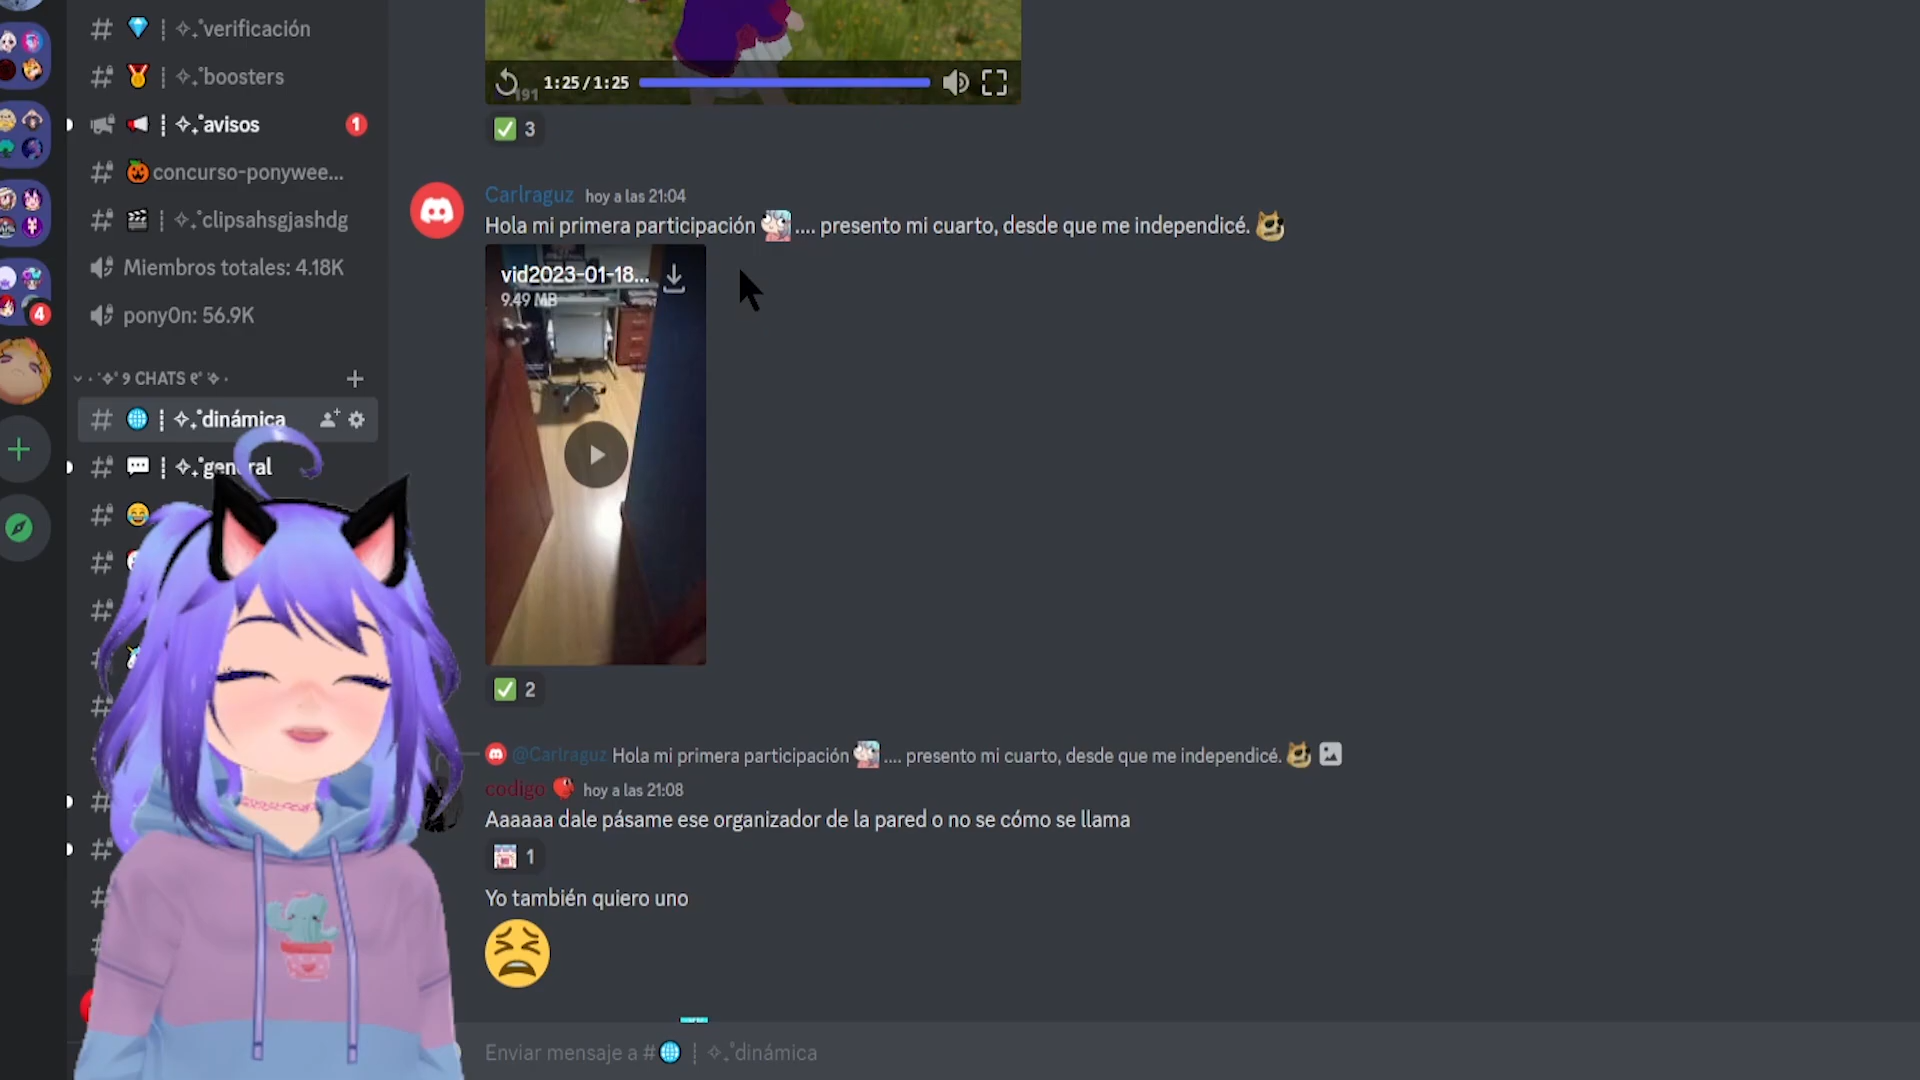 verificación
boosters
avisos
1
concurso-ponywee...
clipsahsgjashdg
Miembros totales: 4.18K
pony0n: 56.9K
4
9 CHATS
dinámica
general
191
1:25 / 1:25
3
Carlraguz hoy a las 21:04
Hola mi primera participación .... presento mi cuarto, desde que me independicé.
vid2023-01-18...
9.49 MB
2
@Carlraguz Hola mi primera participación .... presento mi cuarto, desde que me independicé.
codigo hoy a las 21:08
Aaaaaa dale pásame ese organizador de la pared o no se cómo se llama
1
Yo también quiero uno
Enviar mensaje a # dinámica